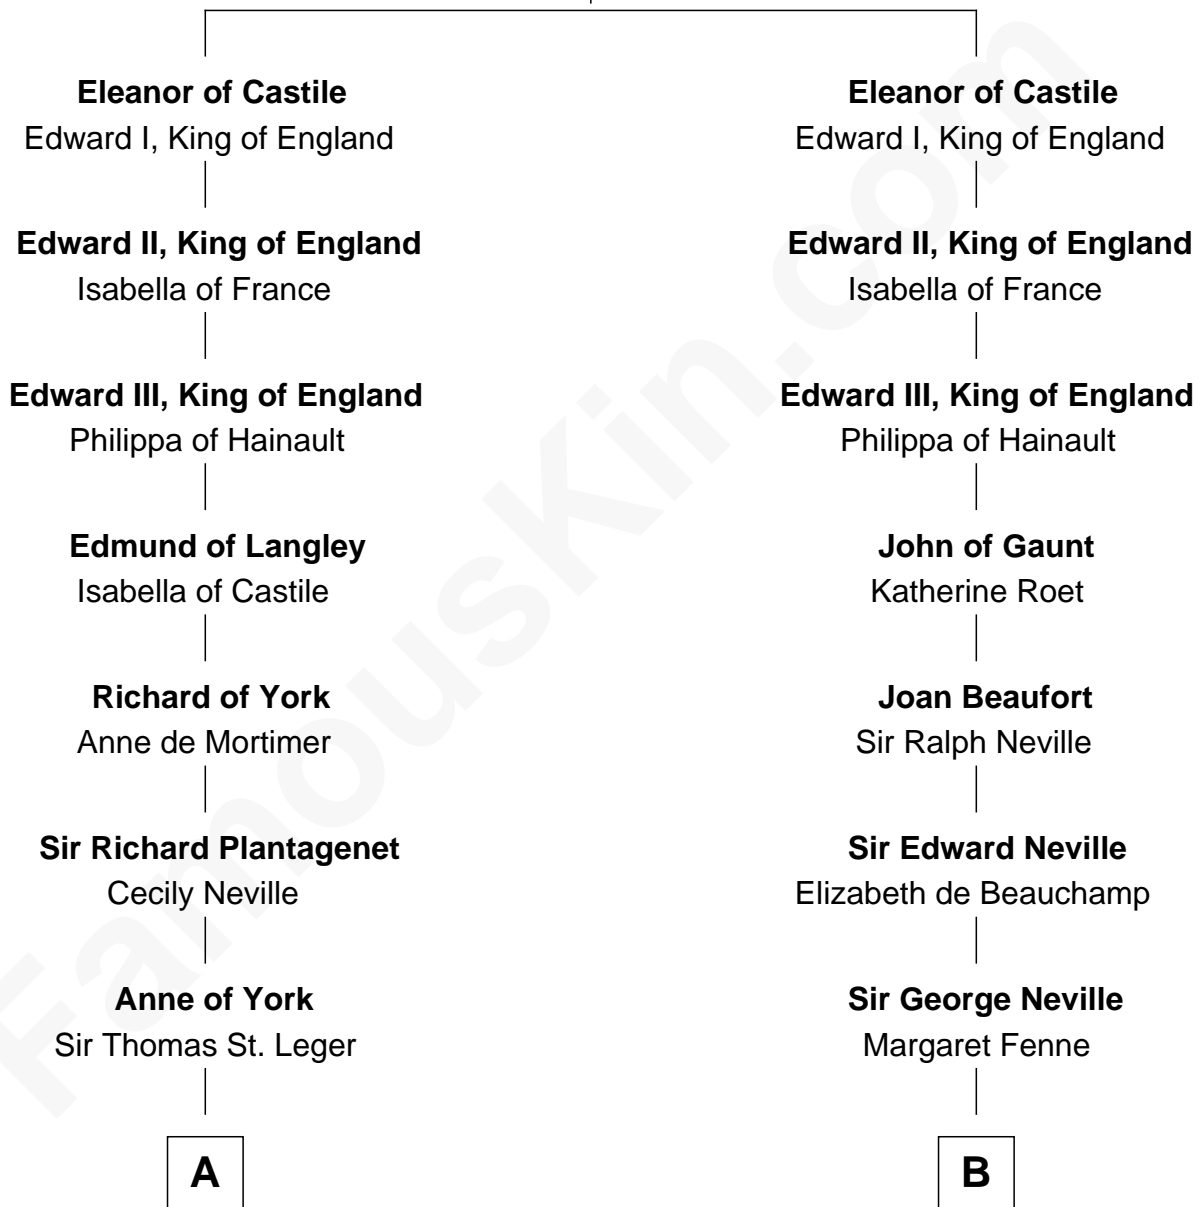 Eleanor of Castile
Edward I, King of England
Edward II, King of England
Isabella of France
Edward III, King of England
Philippa of Hainault
Edmund of Langley
Isabella of Castile
Richard of York
Anne de Mortimer
Sir Richard Plantagenet
Cecily Neville
Anne of York
Sir Thomas St. Leger
A
Eleanor of Castile
Edward I, King of England
Edward II, King of England
Isabella of France
Edward III, King of England
Philippa of Hainault
John of Gaunt
Katherine Roet
Joan Beaufort
Sir Ralph Neville
Sir Edward Neville
Elizabeth de Beauchamp
Sir George Neville
Margaret Fenne
B
FamousKin.com